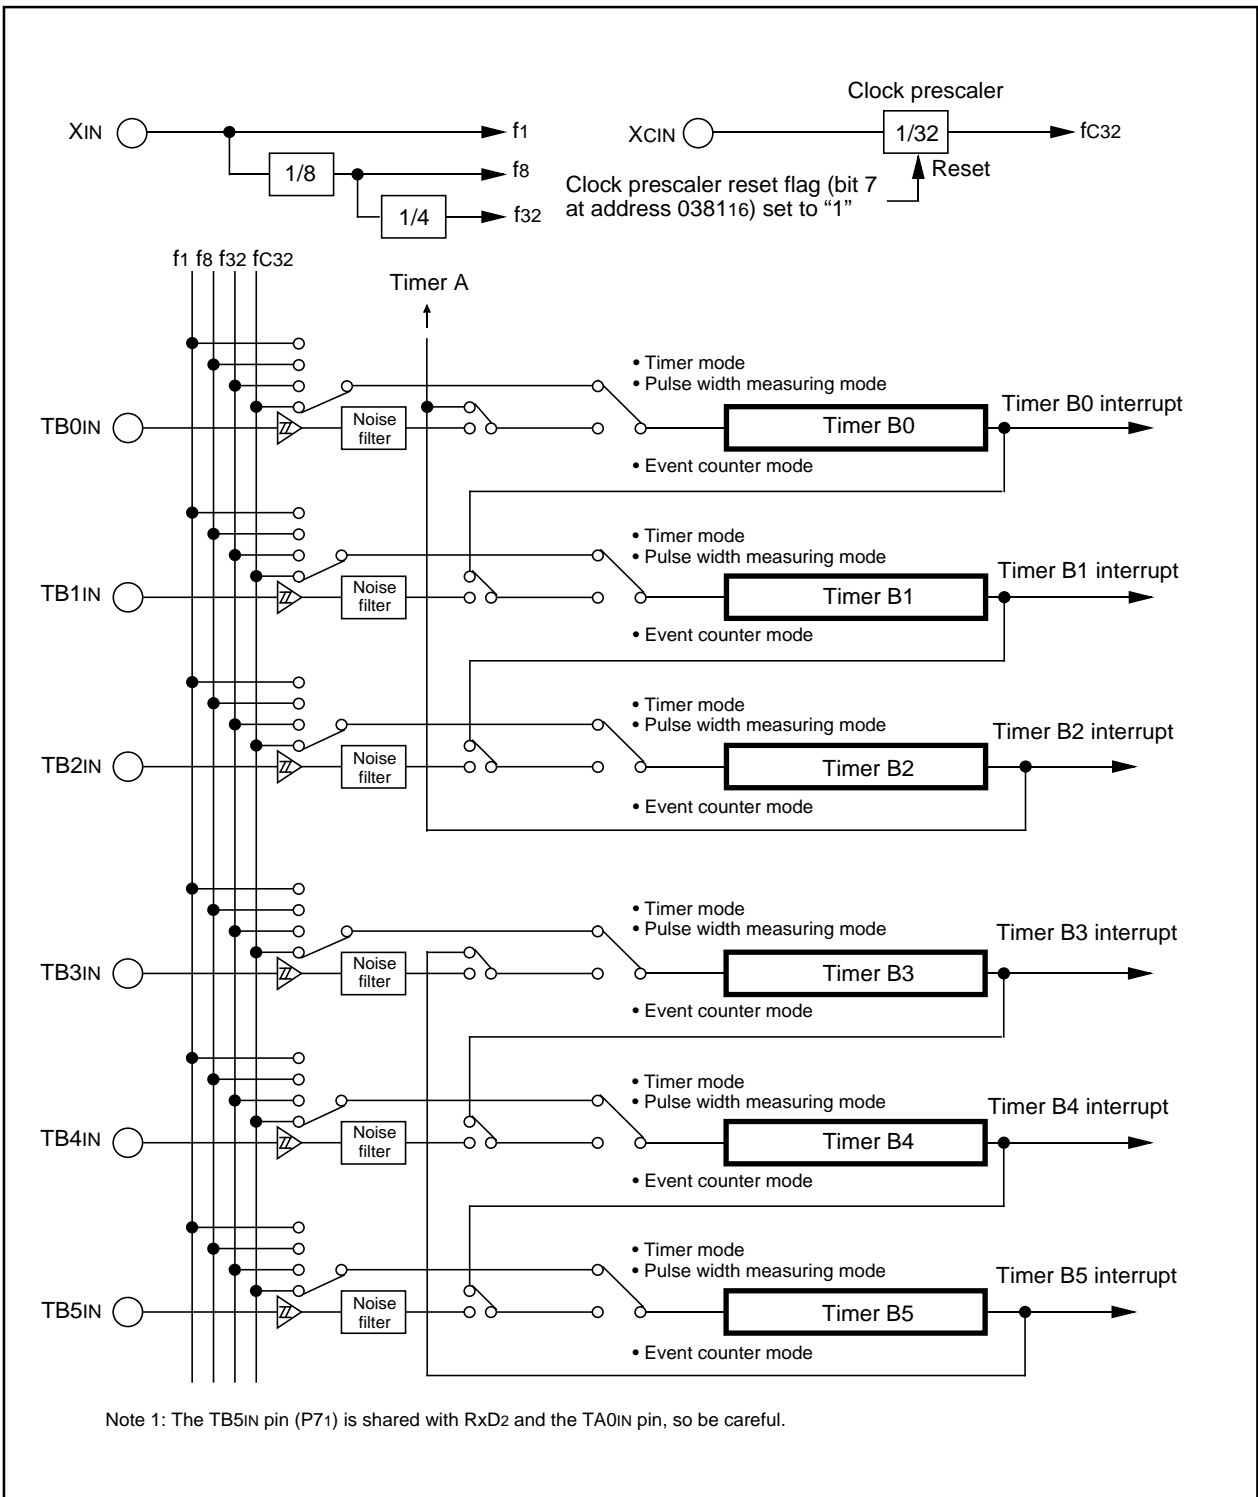 Clock prescaler
XIN
f1
XCIN
1/32
fC32
1/8
f8
Reset
Clock prescaler reset flag (bit 7
at address 038116) set to “1”
1/4
f32
f1 f8 f32 fC32
Timer A
• Timer mode
• Pulse width measuring mode
TB0IN
Noise
filter
Timer B0
Timer B0 interrupt
• Event counter mode
• Timer mode
• Pulse width measuring mode
TB1IN
Noise
filter
Timer B1
Timer B1 interrupt
• Event counter mode
• Timer mode
• Pulse width measuring mode
TB2IN
Noise
filter
Timer B2
Timer B2 interrupt
• Event counter mode
• Timer mode
• Pulse width measuring mode
TB3IN
Noise
filter
Timer B3
Timer B3 interrupt
• Event counter mode
• Timer mode
• Pulse width measuring mode
TB4IN
Noise
filter
Timer B4
Timer B4 interrupt
• Event counter mode
• Timer mode
• Pulse width measuring mode
TB5IN
Noise
filter
Timer B5
Timer B5 interrupt
• Event counter mode
Note 1: The TB5IN pin (P71) is shared with RxD2 and the TA0IN pin, so be careful.